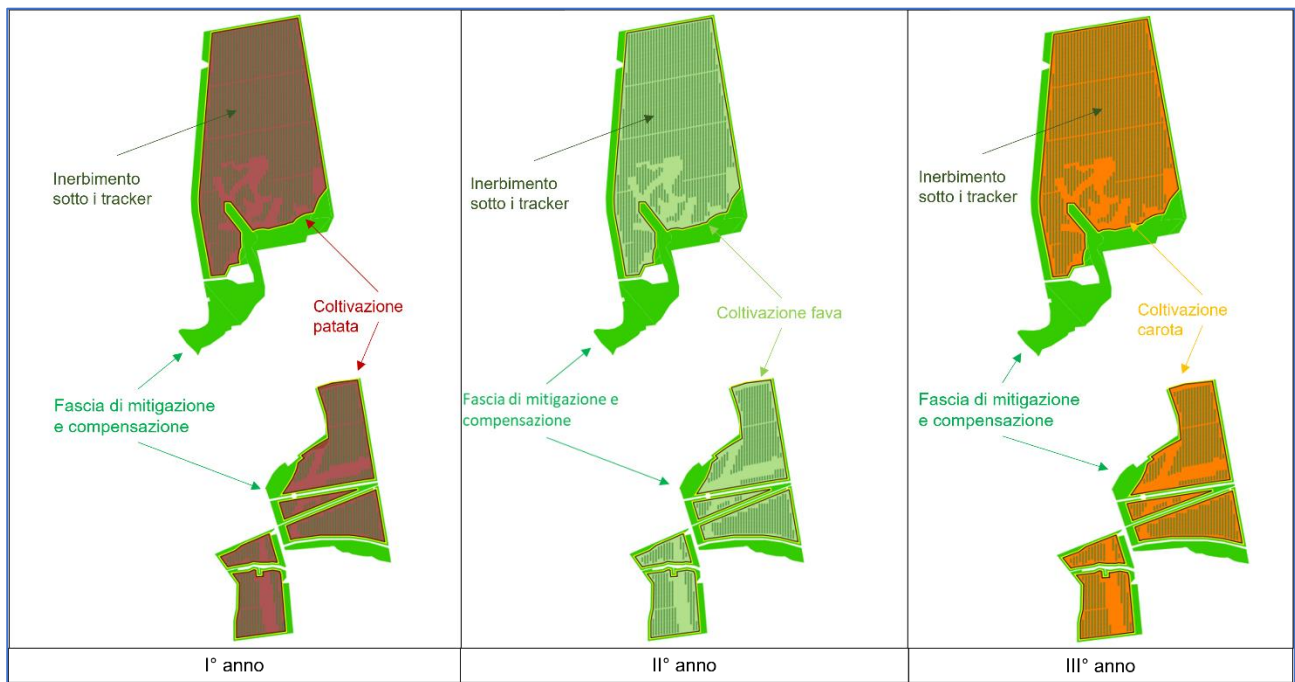 Inerbimento
sotto i tracker
Coltivazione
patata
Fascia di mitigazione
e compensazione
I° anno
Inerbimento
sotto i tracker
Coltivazione fava
Fascia di mitigazione e
compensazione
II° anno
Inerbimento
sotto i tracker
Coltivazione
carota
Fascia di mitigazione
e compensazione
III° anno